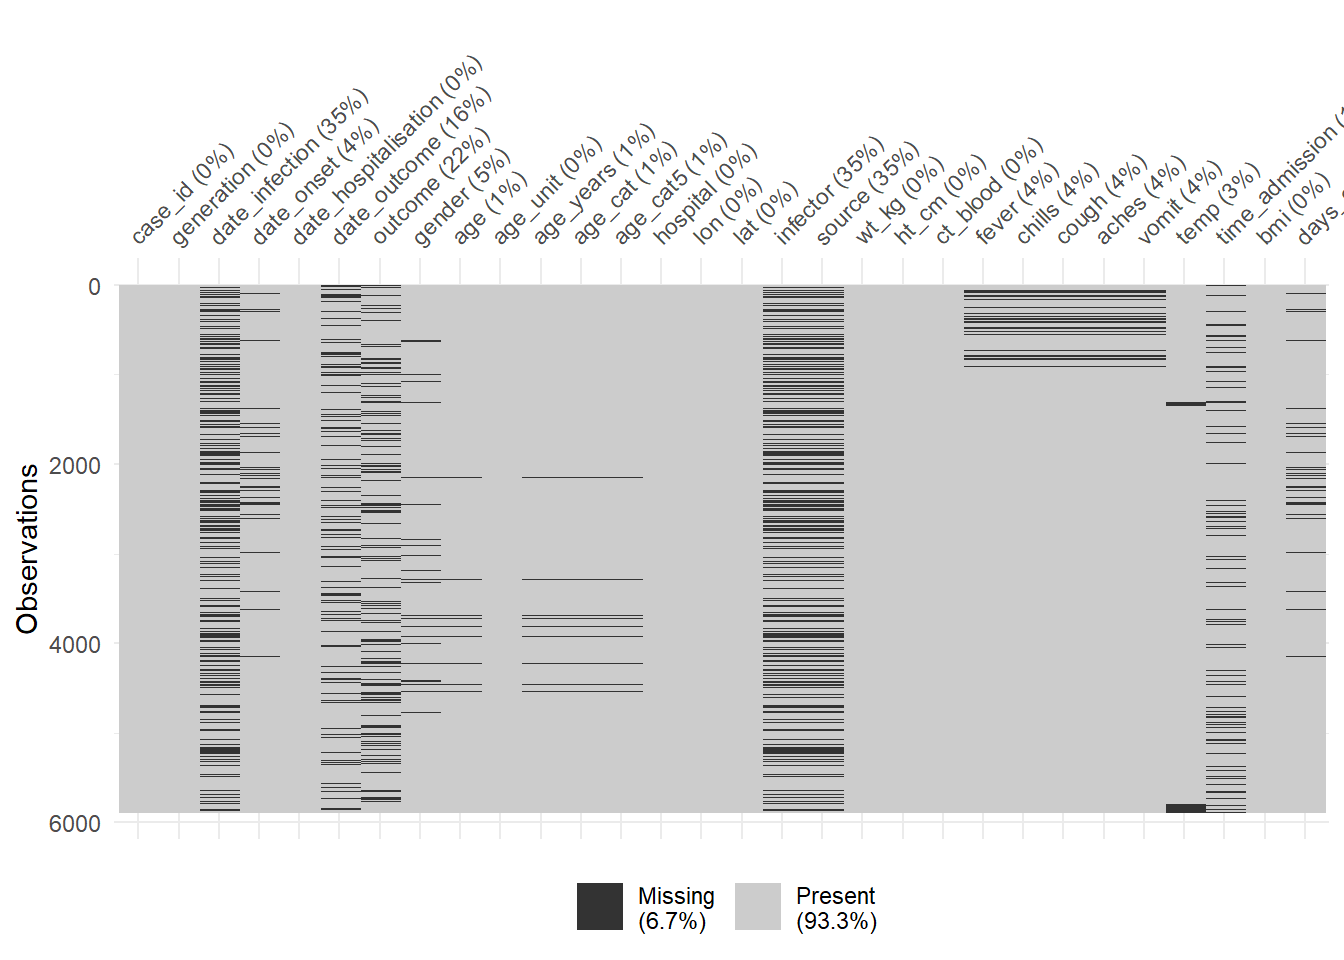 case_id (0%)
generation (0%)
date_infection (35%)
date_onset (4%)
date_hospitalisation (0%)
date_outcome (16%)
outcome (22%)
gender (5%)
age (1%)
age_unit (0%)
age_years (1%)
age_cat (1%)
age_cat5 (1%)
hospital (0%)
lon (0%)
lat (0%)
infector (35%)
source (35%)
wt_kg (0%)
ht_cm (0%)
ct_blood (0%)
fever (4%)
chills (4%)
cough (4%)
aches (4%)
vomit (4%)
temp (3%)
time_admission
bmi (0%)
Observations
0
2000
4000
6000
Missing
(6.7%)
Present
(93.3%)